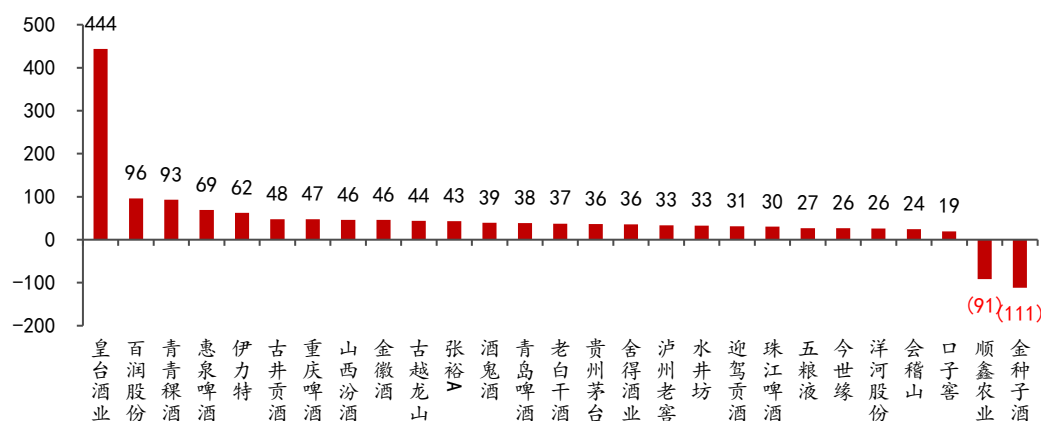 500
400
300
200
100
0
-100
-200
444 96 93 69 62 48 47 46 46 44 43 39 38 37 36 36 33 33 31 30 27 26 26 24 19 (91) (111)
皇台酒业
百润股份
青青稞酒
惠泉啤酒
伊力特
古井贡酒
重庆啤酒
山西汾酒
金徽酒
古越龙山
张裕A
酒鬼酒
青岛啤酒
老白干酒
贵州茅台
舍得酒业
泸州老窖
水井坊
迎驾贡酒
珠江啤酒
五粮液
今世缘
洋河股份
会稽山
口子窖
顺鑫农业
金种子酒